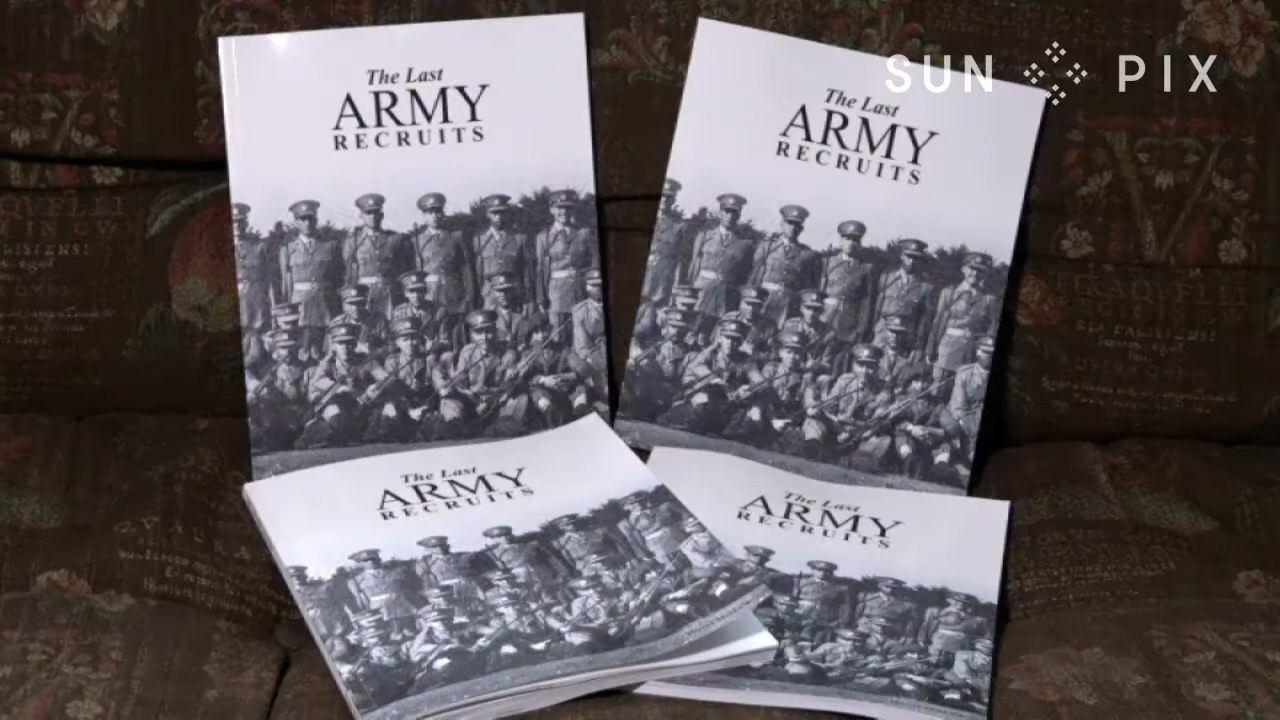 SUN PIX
The Last
ARMY
RECRUITS
The Last
ARMY
RECRUITS
The Last
ARMY
RECRUITS
The Last
ARMY
RECRUITS